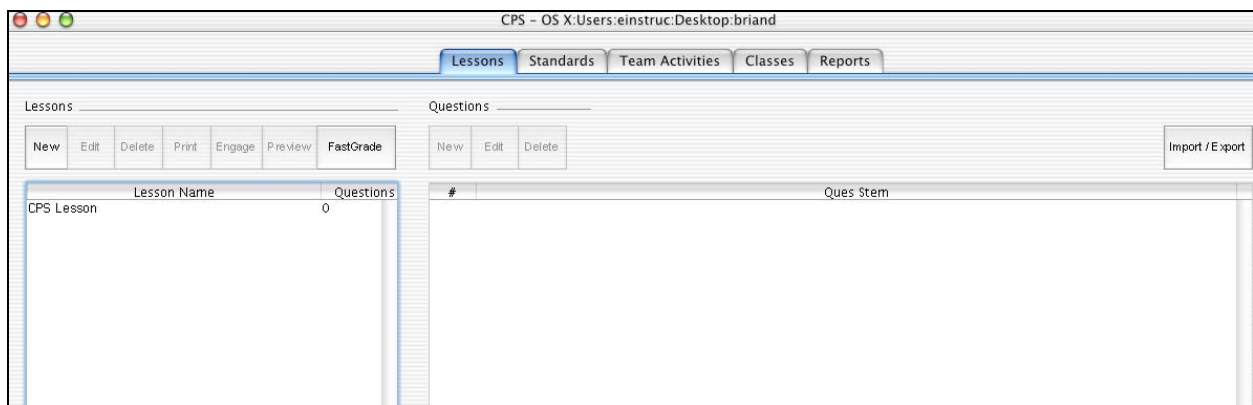 CPS - OS X:Users:einstruc:Desktop:briand
Lessons Standards Team Activities Classes Reports
Lessons Questions
New Edit Delete Print Engage Preview FastGrade New Edit Delete Import / Export
Lesson Name Questions # Ques Stem
CPS Lesson 0